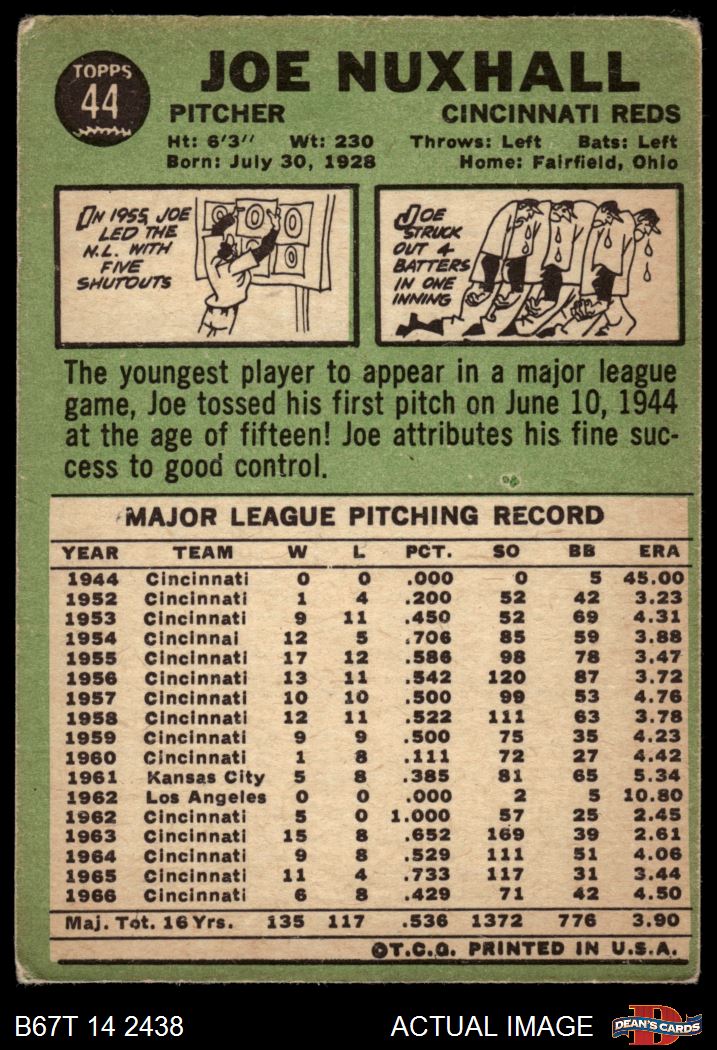 TOPPS
44
JOE NUXHALL
PITCHER CINCINNATI REDS
Ht: 6'3'' Wt: 230 Throws: Left Bats: Left
Born: July 30, 1928 Home: Fairfield, Ohio
IN 1955, JOE
LED THE
N.L. WITH
FIVE
SHUTOUTS
0 0
0
0
JOE
STRUCK
OUT 4
BATTERS
IN ONE
INNING
The youngest player to appear in a major league
game, Joe tossed his first pitch on June 10, 1944
at the age of fifteen! Joe attributes his fine suc-
cess to good control.
MAJOR LEAGUE PITCHING RECORD
YEAR TEAM W L PCT. SO BB ERA
1944 Cincinnati 0 0 .000 0 5 45.00
1952 Cincinnati 1 4 .200 52 42 3.23
1953 Cincinnati 9 11 .450 52 69 4.31
1954 Cincinnai 12 5 .706 85 59 3.88
1955 Cincinnati 17 12 .586 98 78 3.47
1956 Cincinnati 13 11 .542 120 87 3.72
1957 Cincinnati 10 10 .500 99 53 4.76
1958 Cincinnati 12 11 .522 111 63 3.78
1959 Cincinnati 9 9 .500 75 35 4.23
1960 Cincinnati 1 8 .111 72 27 4.42
1961 Kansas City 5 8 .385 81 65 5.34
1962 Los Angeles 0 0 .000 2 5 10.80
1962 Cincinnati 5 0 1.000 57 25 2.45
1963 Cincinnati 15 8 .652 169 39 2.61
1964 Cincinnati 9 8 .529 111 51 4.06
1965 Cincinnati 11 4 .733 117 31 3.44
1966 Cincinnati 6 8 .429 71 42 4.50
Maj. Tot. 16 Yrs. 135 117 .536 1372 776 3.90
©T.C.G. PRINTED IN U.S.A.
B67T 14 2438 ACTUAL IMAGE D DEAN'S CARDS